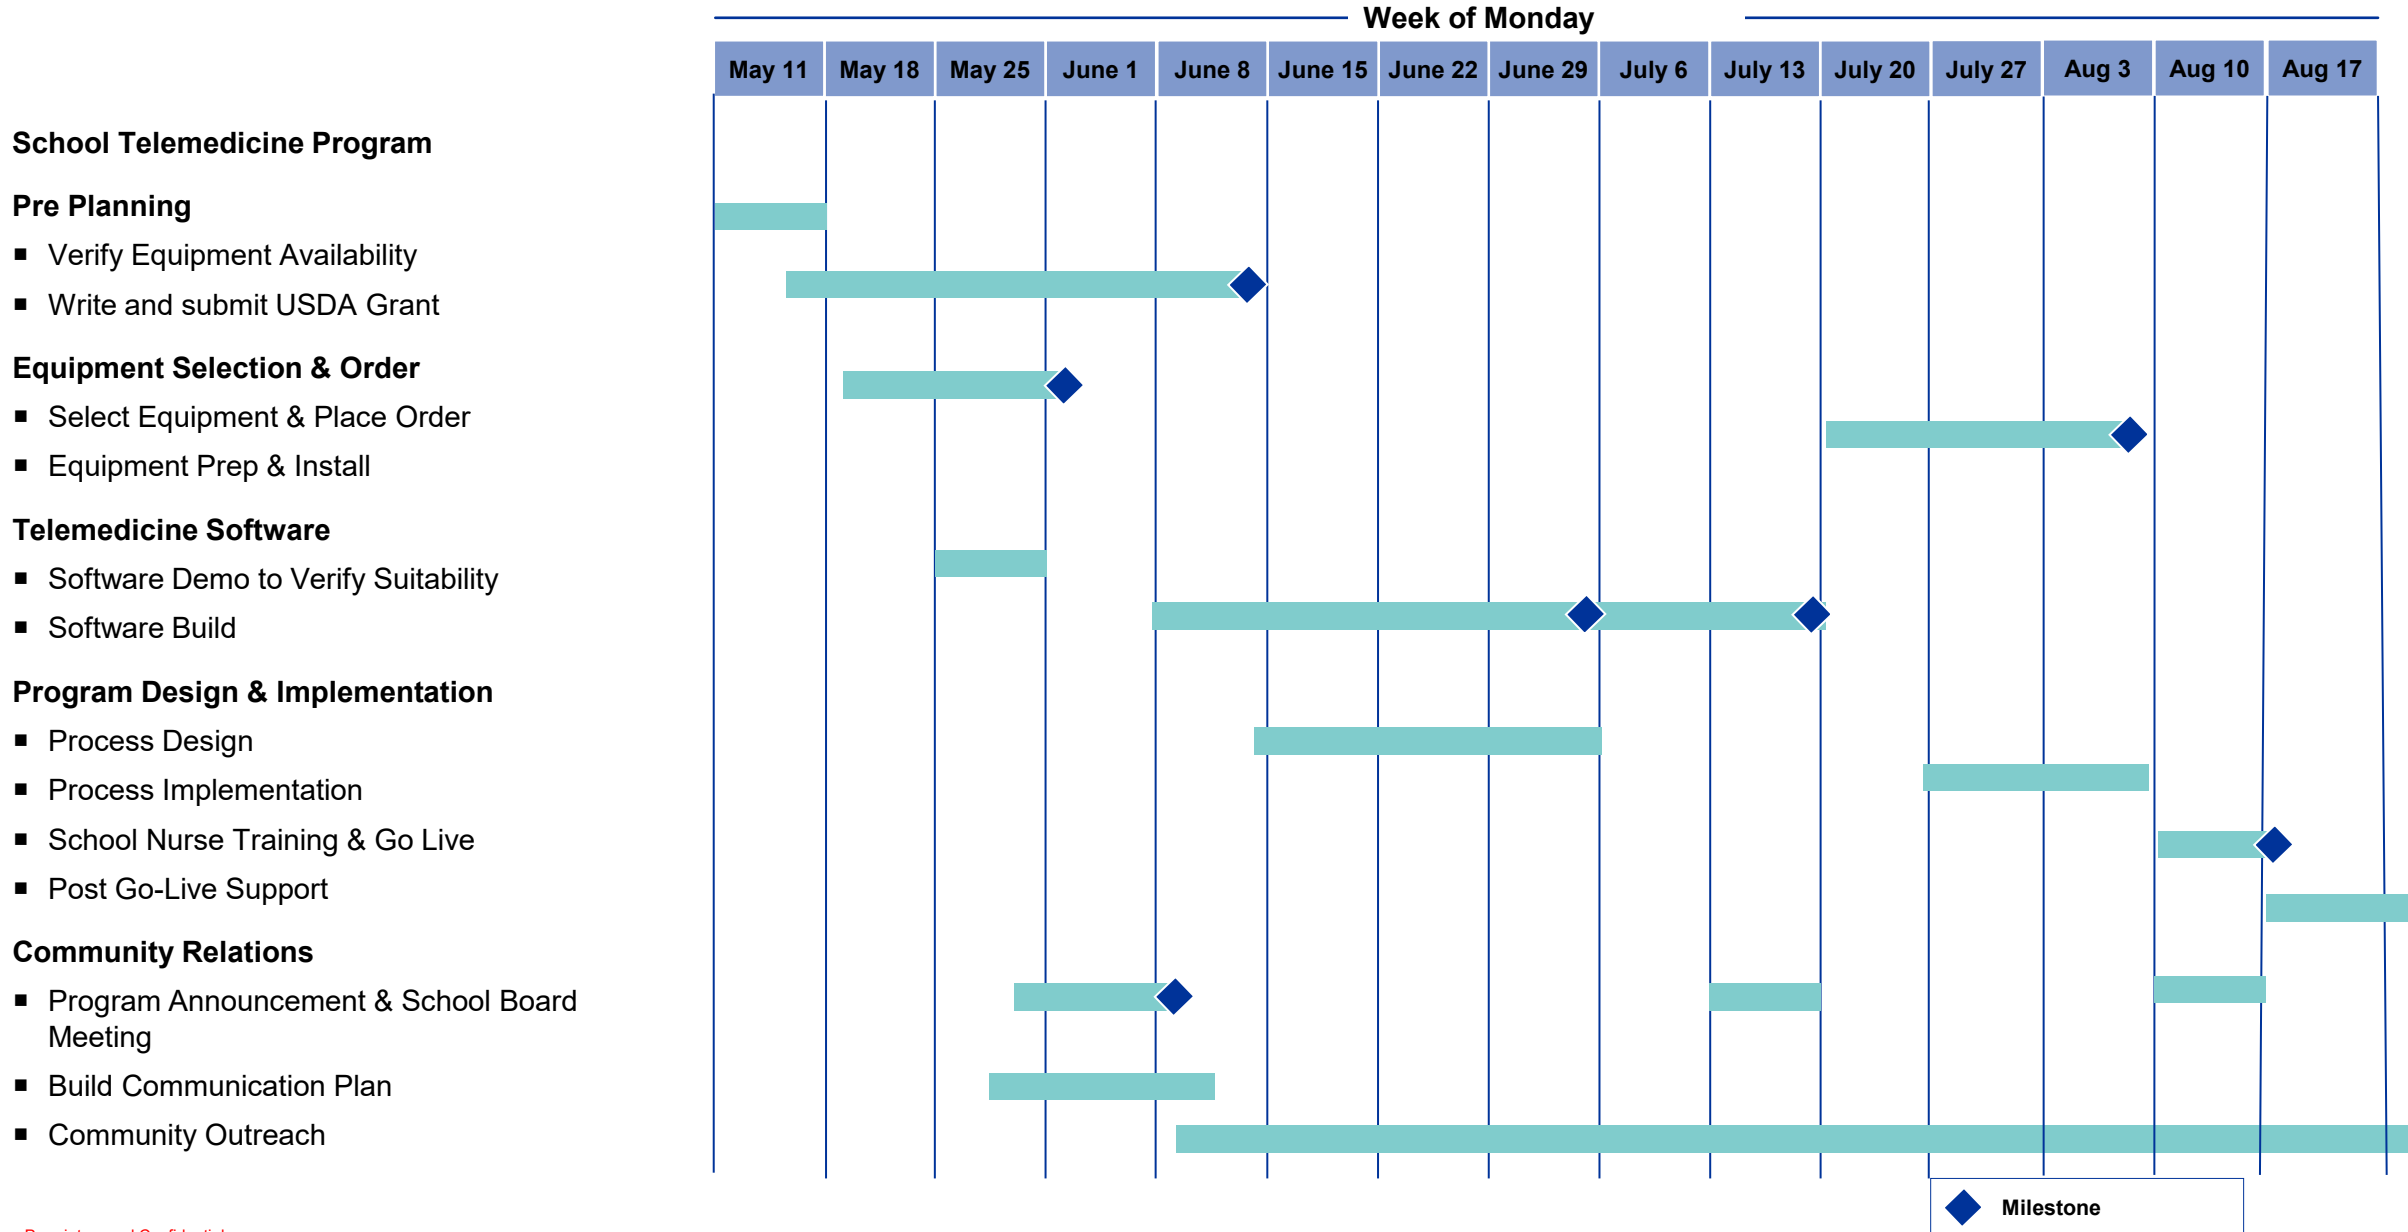 Week of Monday
May 11 May 18 May 25 June 1 June 8 June 15 June 22 June 29 July 6 July 13 July 20 July 27 Aug 3 Aug 10 Aug 17
School Telemedicine Program
Pre Planning
■ Verify Equipment Availability
■ Write and submit USDA Grant
Equipment Selection & Order
■ Select Equipment & Place Order
■ Equipment Prep & Install
Telemedicine Software
■ Software Demo to Verify Suitability
■ Software Build
Program Design & Implementation
■ Process Design
■ Process Implementation
■ School Nurse Training & Go Live
■ Post Go-Live Support
Community Relations
■ Program Announcement & School Board
Meeting
■ Build Communication Plan
■ Community Outreach
Milestone